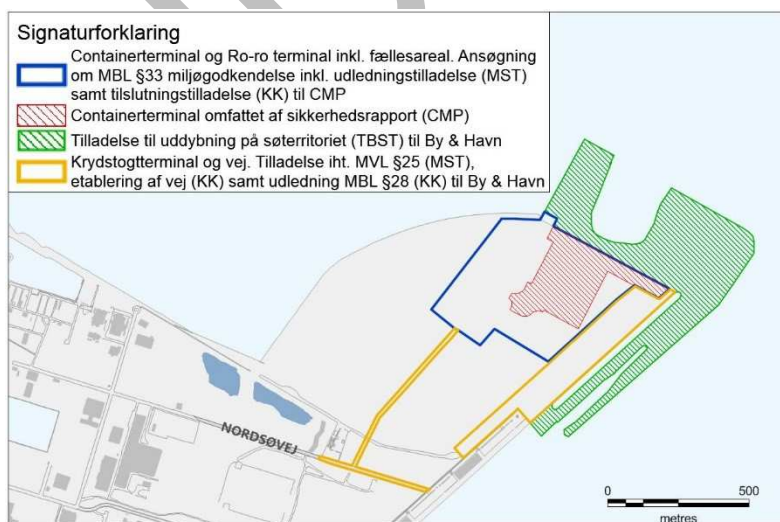 Signaturforklaring
Containerterminal og Ro-ro terminal inkl. fællesareal. Ansøgning
om MBL §33 miljøgodkendelse inkl. udledningstilladelse (MST)
samt tilslutningstilladelse (KK) til CMP
Containerterminal omfattet af sikkerhedsrapport (CMP)
Tilladelse til uddybning på søterritoriet (TBST) til By & Havn
Krydstogtterminal og vej. Tilladelse iht. MVL §25 (MST),
etablering af vej (KK) samt udledning MBL §28 (KK) til By & Havn
NORDSØVEJ
0 500
metres